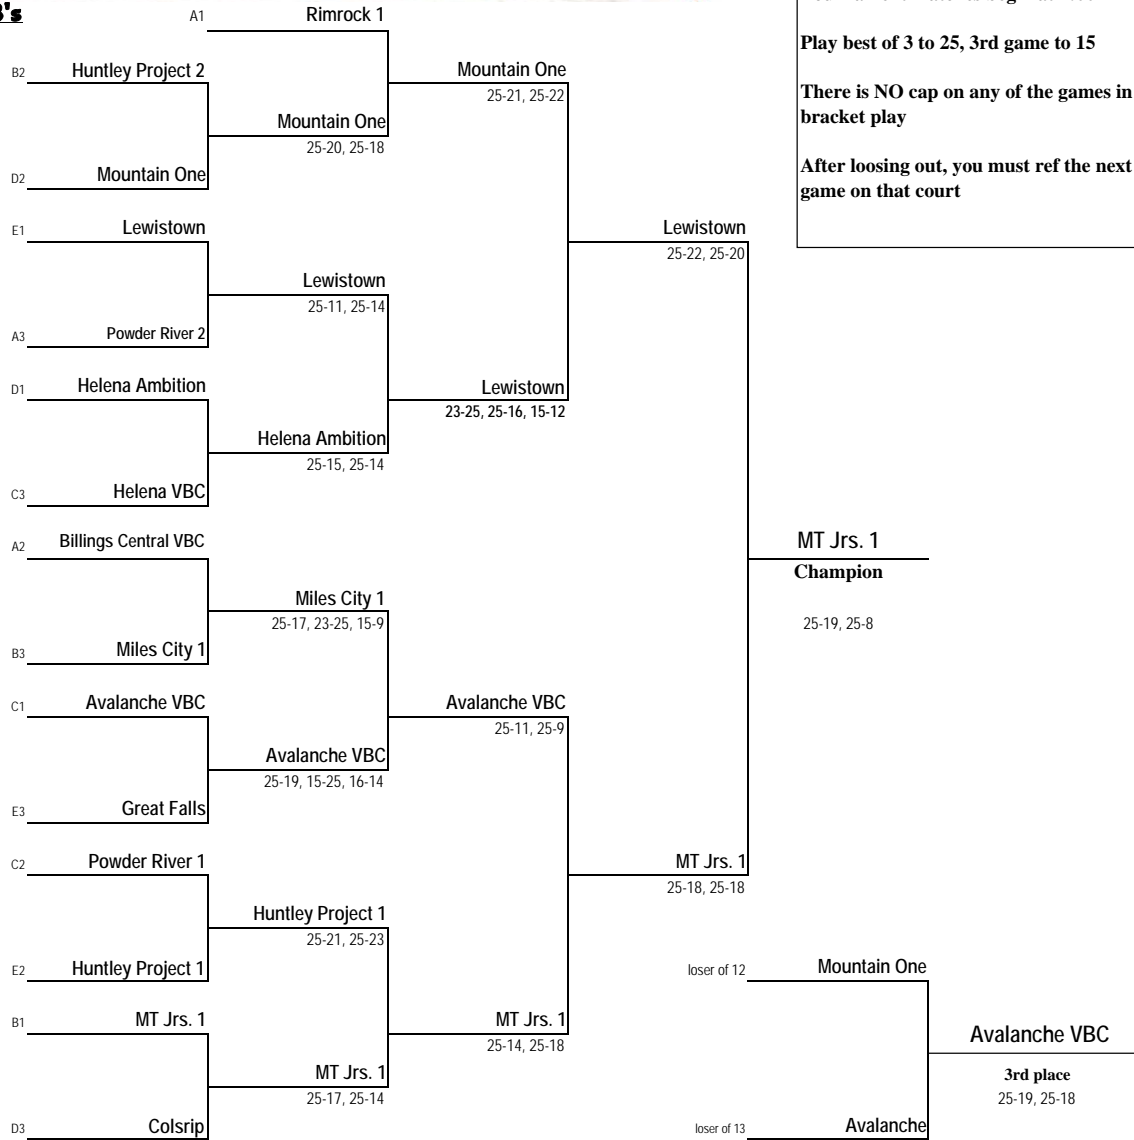 A1 Rimrock 1
Play best of 3 to 25, 3rd game to 15
B2 Huntley Project 2
Mountain One
25-21, 25-22
There is NO cap on any of the games in
bracket play
Mountain One
25-20, 25-18
After loosing out, you must ref the next
game on that court
D2 Mountain One
E1 Lewistown
Lewistown
25-22, 25-20
Lewistown
25-11, 25-14
A3 Powder River 2
D1 Helena Ambition
Lewistown
23-25, 25-16, 15-12
Helena Ambition
25-15, 25-14
C3 Helena VBC
A2 Billings Central VBC
MT Jrs. 1
Champion
25-19, 25-8
Miles City 1
25-17, 23-25, 15-9
B3 Miles City 1
C1 Avalanche VBC
Avalanche VBC
25-11, 25-9
Avalanche VBC
25-19, 15-25, 16-14
E3 Great Falls
C2 Powder River 1
MT Jrs. 1
25-18, 25-18
Huntley Project 1
25-21, 25-23
E2 Huntley Project 1
loser of 12 Mountain One
B1 MT Jrs. 1
MT Jrs. 1
25-14, 25-18
Avalanche VBC
3rd place
25-19, 25-18
MT Jrs. 1
25-17, 25-14
D3 Colsrip
loser of 13 Avalanche